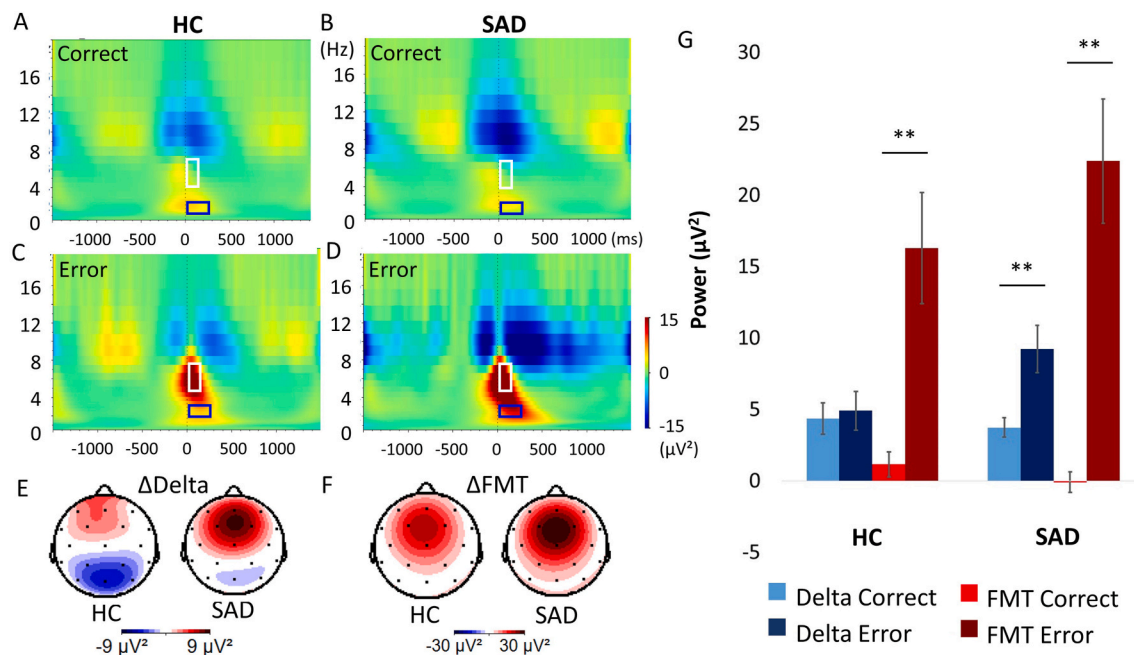 A
HC
B
SAD
(Hz)
Correct
16
12
8
4
0
-1000 0 1000
Correct
16
12
8
4
0
-1000 0 1000 (ms)
C
Error
16
12
8
4
0
-1000 -500 0 500 1000
D
Error
16
12
8
4
0
-1000 -500 0 500 1000
15
0
-15
(µV²)
E
ΔDelta
HC
SAD
-9 µV² 9 µV²
F
ΔFMT
HC
SAD
-30 µV² 30 µV²
G
Power (µV²)
30
25
20
15
10
5
0
-5
**
**
**
HC
SAD
Delta Correct
FMT Correct
Delta Error
FMT Error